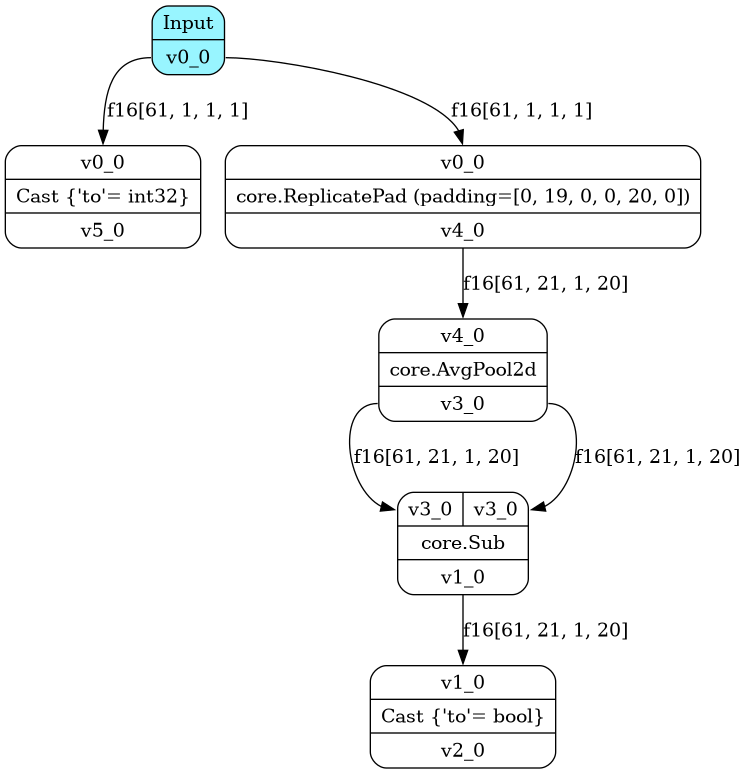 Input
v0_0
f16[61, 1, 1, 1]
f16[61, 1, 1, 1]
v0_0
Cast {'to'= int32}
v5_0
v0_0
core.ReplicatePad (padding=[0, 19, 0, 0, 20, 0])
v4_0
f16[61, 21, 1, 20]
v4_0
core.AvgPool2d
v3_0
f16[61, 21, 1, 20]
f16[61, 21, 1, 20]
v3_0 v3_0
core.Sub
v1_0
f16[61, 21, 1, 20]
v1_0
Cast {'to'= bool}
v2_0